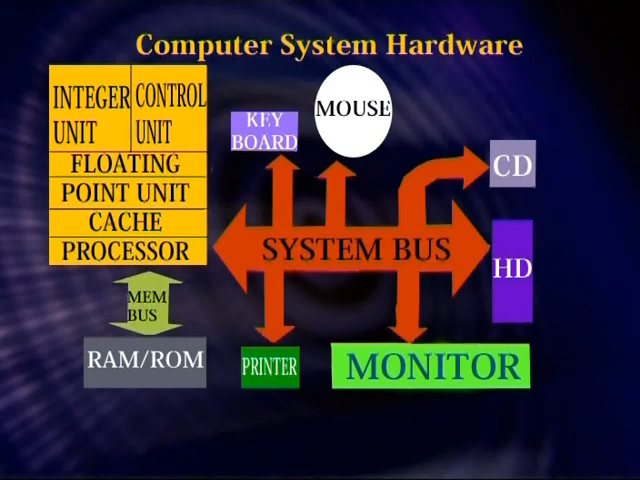 Computer System Hardware
INTEGER
UNIT
CONTROL
UNIT
FLOATING
POINT UNIT
CACHE
PROCESSOR
KEY
BOARD
MOUSE
CD
SYSTEM BUS
HD
MEM
BUS
RAM/ROM
PRINTER
MONITOR